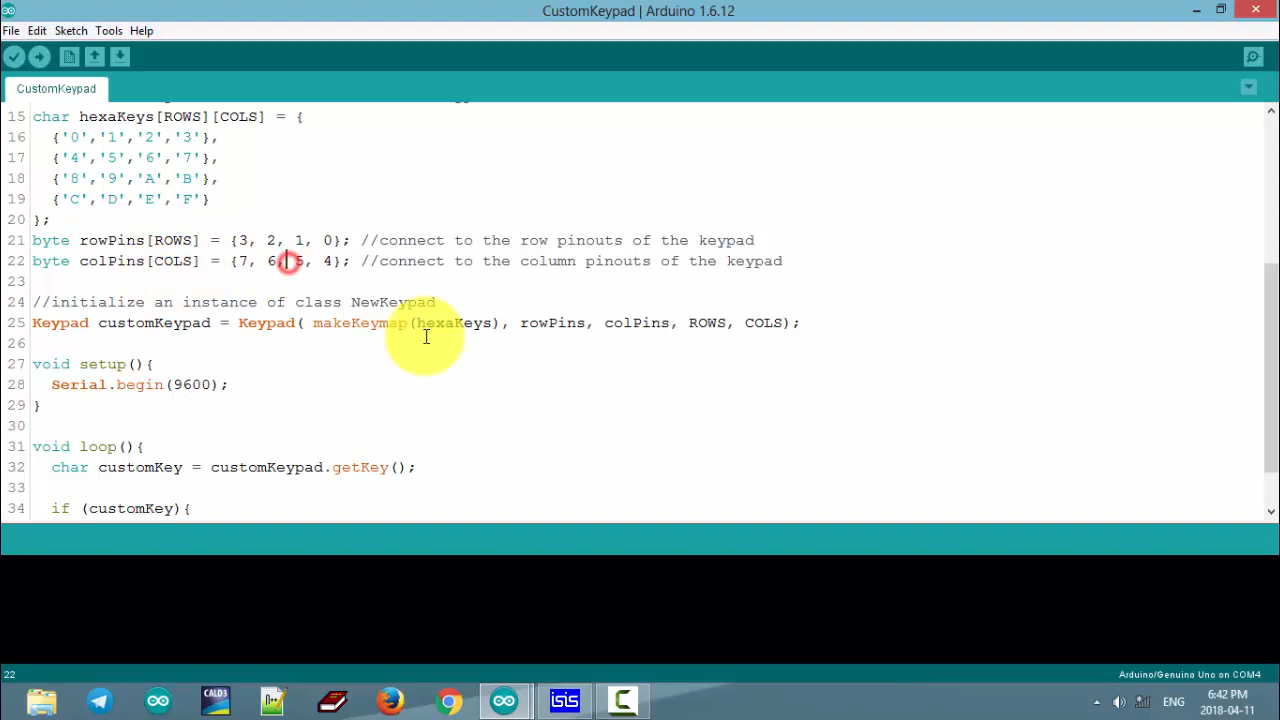 CustomKeypad | Arduino 1.6.12
File Edit Sketch Tools Help
CustomKeypad
15 char hexaKeys[ROWS][COLS] = {
16 {'0','1','2','3'},
17 {'4','5','6','7'},
18 {'8','9','A','B'},
19 {'C','D','E','F'}
20 };
21 byte rowPins[ROWS] = {3, 2, 1, 0}; //connect to the row pinouts of the keypad
22 byte colPins[COLS] = {7, 6, 5, 4}; //connect to the column pinouts of the keypad
23
24 //initialize an instance of class NewKeypad
25 Keypad customKeypad = Keypad( makeKeymap(hexaKeys), rowPins, colPins, ROWS, COLS);
26
27 void setup(){
28 Serial.begin(9600);
29 }
30
31 void loop(){
32 char customKey = customKeypad.getKey();
33
34 if (customKey){
22
Arduino/Genuino Uno on COM4
CALD3
N++
isis
C
ENG
6:42 PM
2018-04-11